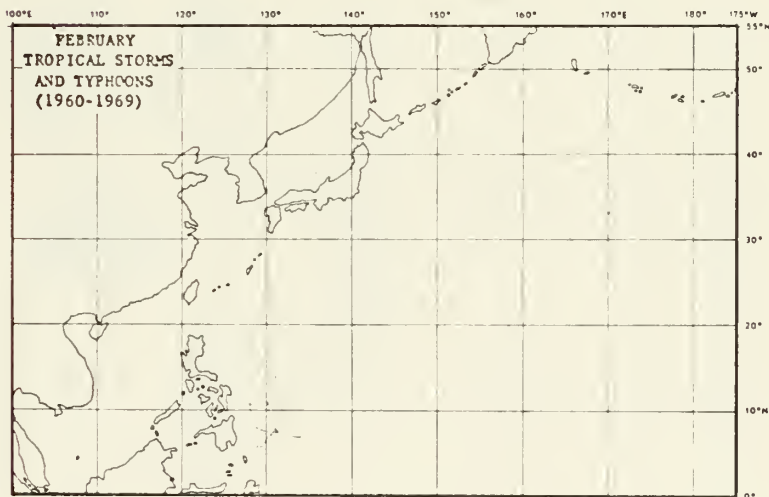 100°E 110° 120° 130° 140° 150° 160° 170°E 180° 175°W
FEBRUARY
TROPICAL STORMS
AND TYPHOONS
(1960-1969)
55°N
50°
40°
30°
20°
10°N
0°